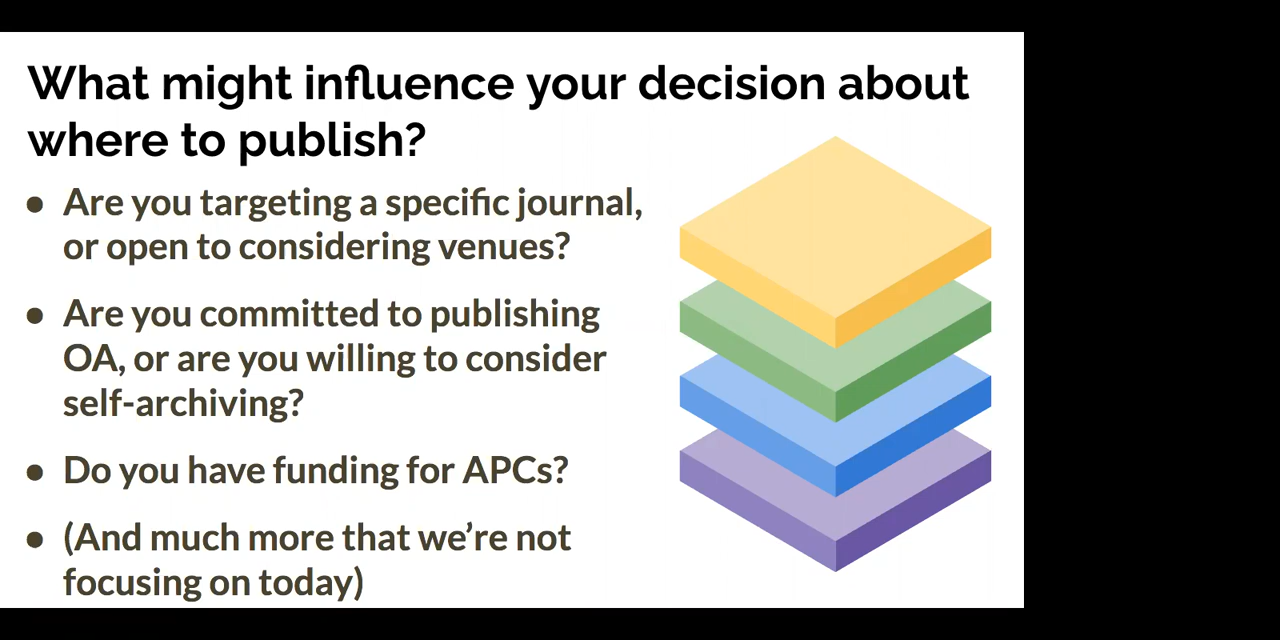 What might influence your decision about
where to publish?
● Are you targeting a specific journal,
or open to considering venues?
● Are you committed to publishing
OA, or are you willing to consider
self-archiving?
● Do you have funding for APCs?
● (And much more that we’re not
focusing on today)